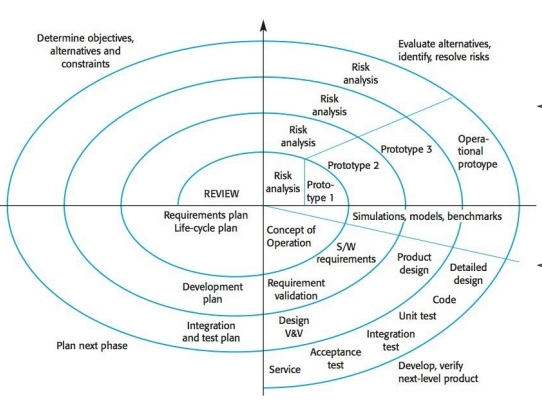 Determine objectives,
alternatives and
constraints
Evaluate alternatives,
identify, resolve risks
Risk
analysis
Risk
analysis
Risk
analysis
Opera-
tional
protoype
Prototype 3
Prototype 2
Risk
analysis
Proto-
type 1
REVIEW
Requirements plan
Life-cycle plan
Simulations, models, benchmarks
Concept of
Operation
S/W
requirements
Product
design
Detailed
design
Development
plan
Requirement
validation
Code
Unit test
Integration
and test plan
Design
V&V
Integration
test
Plan next phase
Acceptance
test
Service
Develop, verify
next-level product